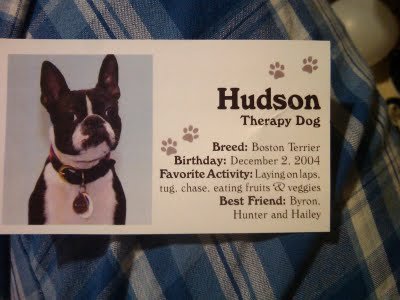 Hudson
Therapy Dog
Breed: Boston Terrier
Birthday: December 2, 2004
Favorite Activity: Laying on laps,
tug, chase, eating fruits & veggies
Best Friend: Byron,
Hunter and Hailey